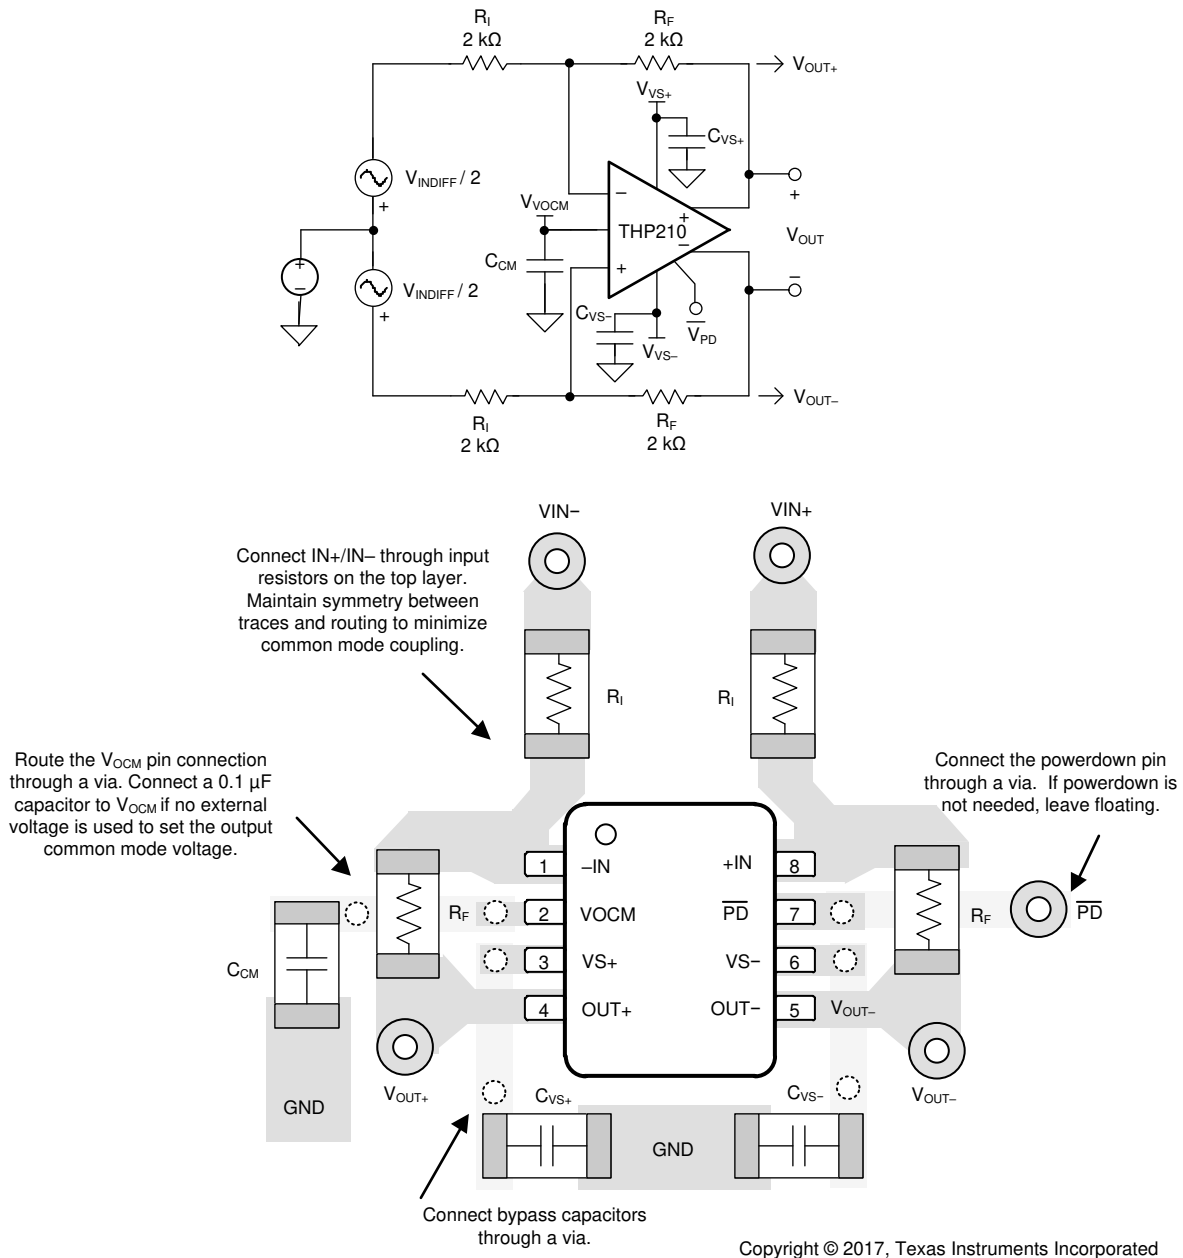 R_I
2 kΩ
R_F
2 kΩ
V_OUT+
V_VS+
C_VS+
V_INDIFF / 2
+
−
+
V_VOCM
THP210
+
−
V_OUT
C_CM
+
−
V_INDIFF / 2
+
+
−
C_VS−
V_PD
V_VS−
V_OUT−
R_I
2 kΩ
R_F
2 kΩ
VIN−
VIN+
Connect IN+/IN− through input
resistors on the top layer.
Maintain symmetry between
traces and routing to minimize
common mode coupling.
R_I
R_I
Route the V_OCM pin connection
through a via. Connect a 0.1 µF
capacitor to V_OCM if no external
voltage is used to set the output
common mode voltage.
Connect the powerdown pin
through a via.  If powerdown is
not needed, leave floating.
1 −IN
+IN 8
R_F
2 VOCM
PD 7
R_F
PD
3 VS+
VS− 6
C_CM
4 OUT+
OUT− 5
V_OUT−
V_OUT+
C_VS+
C_VS−
V_OUT−
GND
GND
Connect bypass capacitors
through a via.
Copyright © 2017, Texas Instruments Incorporated